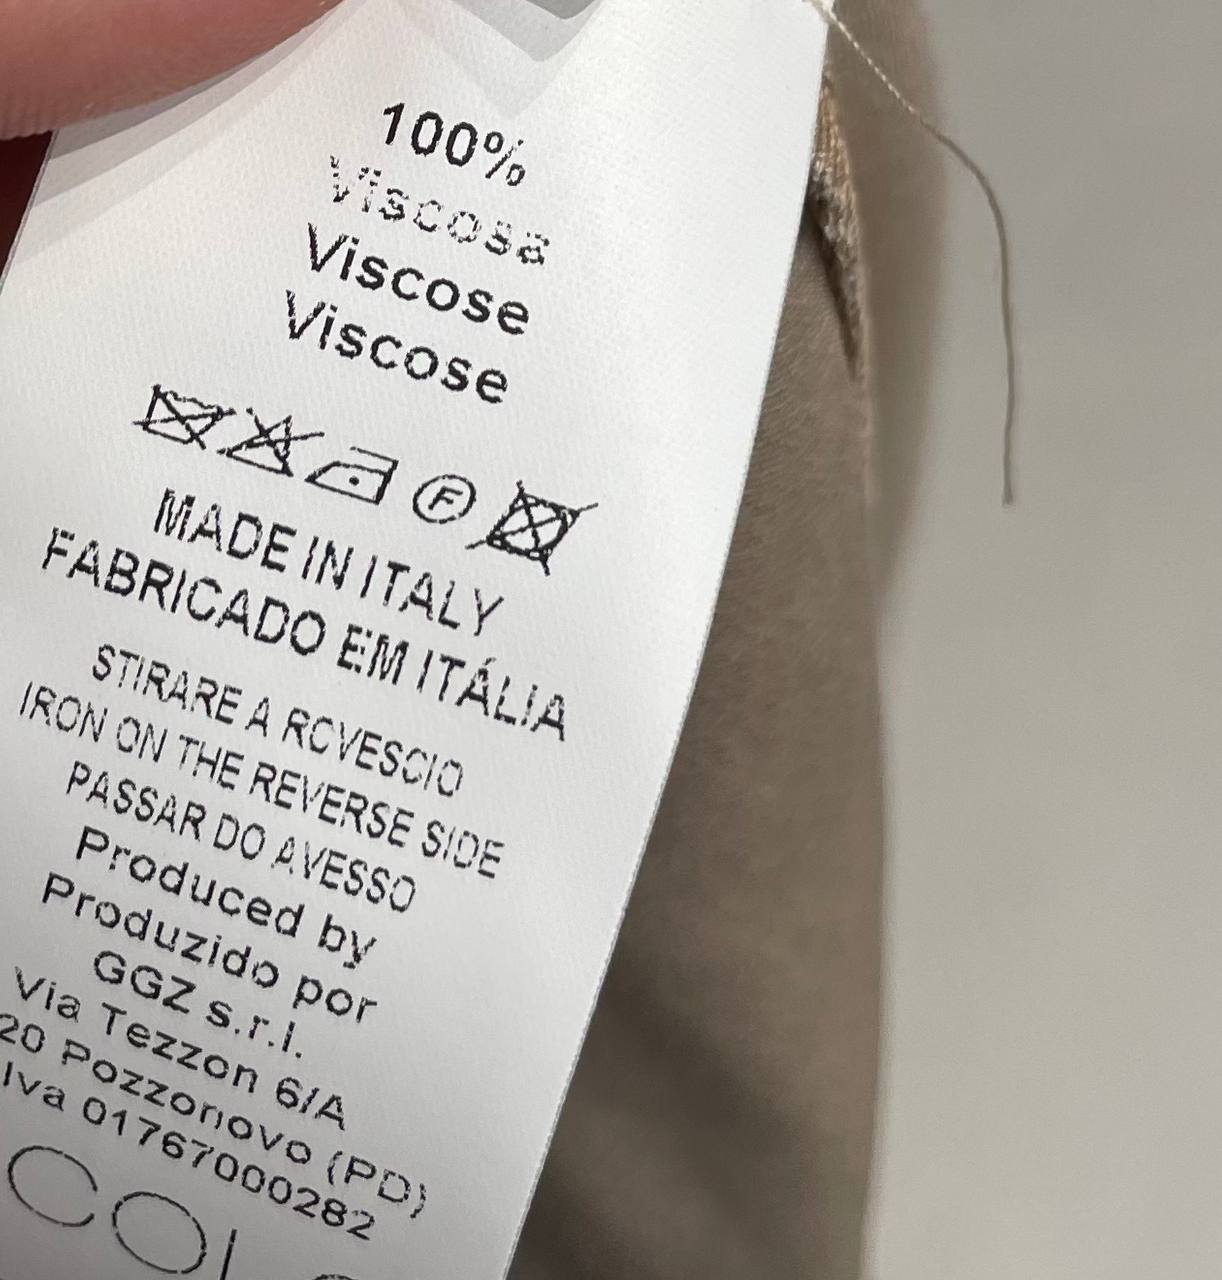 100%
Viscosa
Viscose
Viscose
F
MADE IN ITALY
FABRICADO EM ITÁLIA
STIRARE A ROVESCIO
IRON ON THE REVERSE SIDE
PASSAR DO AVESSO
Produced by
Produzido por
GGZ s.r.l.
Via Tezzon 6/A
20 Pozzonovo (PD)
Iva 01767000282